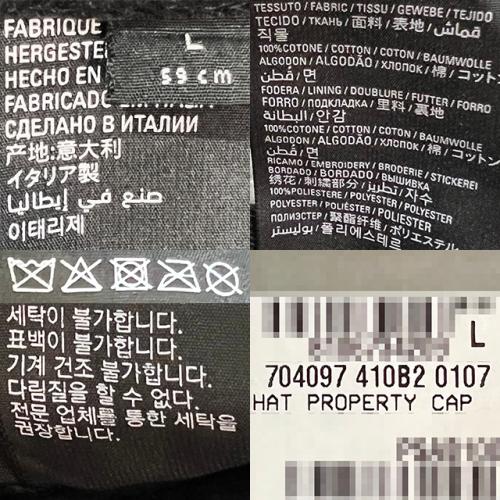 FABRIQUE
HERGESTE
HECHO EN
FABRICADO
СДЕЛАНО В ИТАЛИИ
产地:意大利
イタリア製
صنع في إيطاليا
이태리제
L
59 cm
TESSUTO / FABRIC / TISSU / GEWEBE / TEJIDO
TECIDO / ТКАНЬ / 面料 / 表地 / قماش
직물
100%COTONE / COTTON / COTON / BAUMWOLLE
ALGODON / ALGODÃO / ХЛОПОК / 棉 / コットン
قطن / 면
FODERA / LINING / DOUBLURE / FUTTER / FORRO
FORRO / ПОДКЛАДКА / 里料 / 裏地
البطانة / 안감
100%COTONE / COTTON / COTON / BAUMWOLLE
ALGODON / ALGODÃO / ХЛОПОК / 棉 / コットン
قطن / 면
RICAMO / EMBROIDERY / BRODERIE / STICKEREI
BORDADO / BORDADO / ВЫШИВКА
绣花 / 刺繍部分 / تطريز / 자수
100%POLIESTERE / POLYESTER / POLYESTER
POLYESTER / POLIÉSTER / POLIESTER
ПОЛИЭСТЕР / 聚酯纤维 / ポリエステル
بوليستر / 폴리에스테르
세탁이 불가합니다.
표백이 불가합니다.
기계 건조 불가합니다.
다림질을 할 수 없다.
전문 업체를 통한 세탁을
권장합니다.
L
704097 410B2 0107
HAT PROPERTY CAP